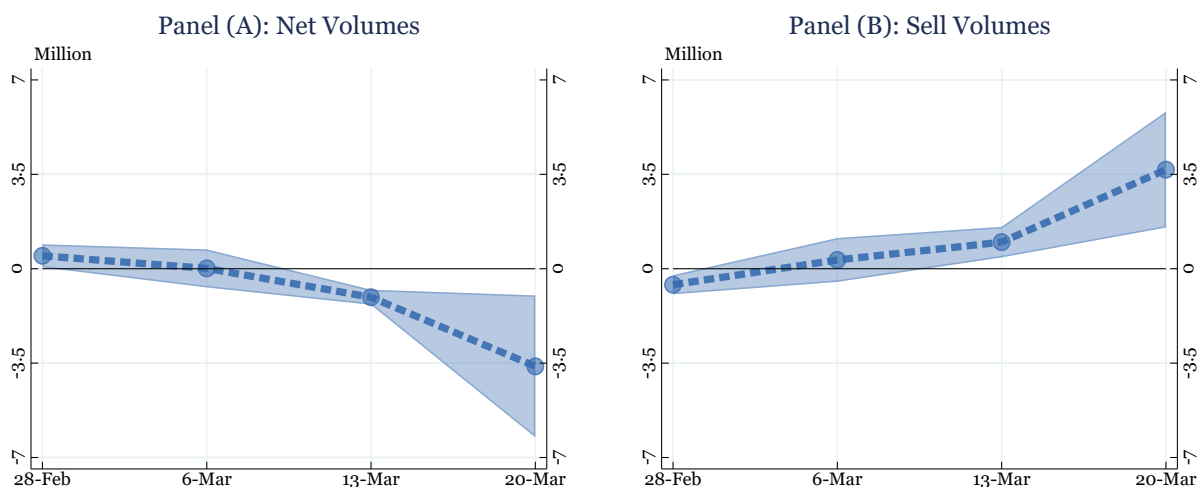 Panel (A): Net Volumes
Million
7
3.5
0
-3.5
-7
7
3.5
0
-3.5
-7
28-Feb
6-Mar
13-Mar
20-Mar
Panel (B): Sell Volumes
Million
7
3.5
0
-3.5
-7
7
3.5
0
-3.5
-7
28-Feb
6-Mar
13-Mar
20-Mar